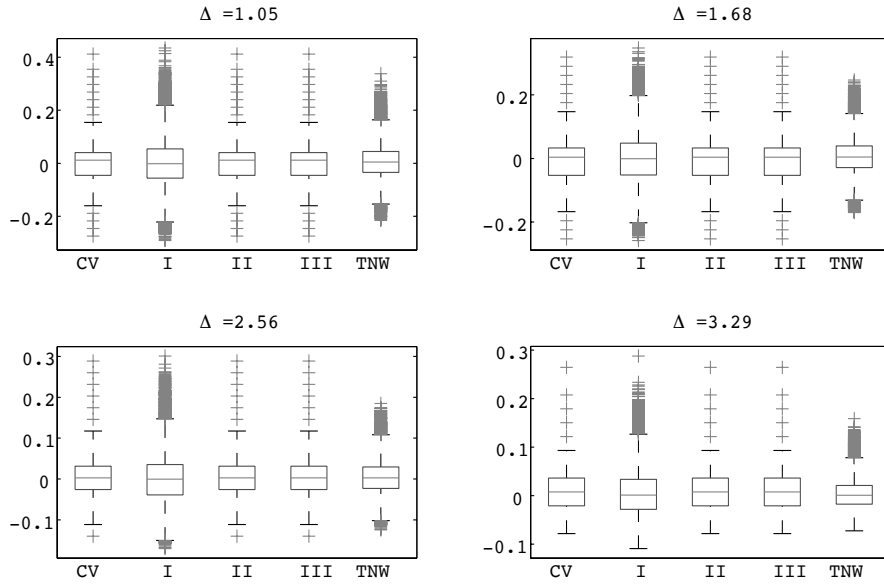 Δ =1.05
0.4
0.2
0
-0.2
CV I II III TNW
Δ =1.68
0.2
0
-0.2
CV I II III TNW
Δ =2.56
0.3
0.2
0.1
0
-0.1
CV I II III TNW
Δ =3.29
0.3
0.2
0.1
0
-0.1
CV I II III TNW